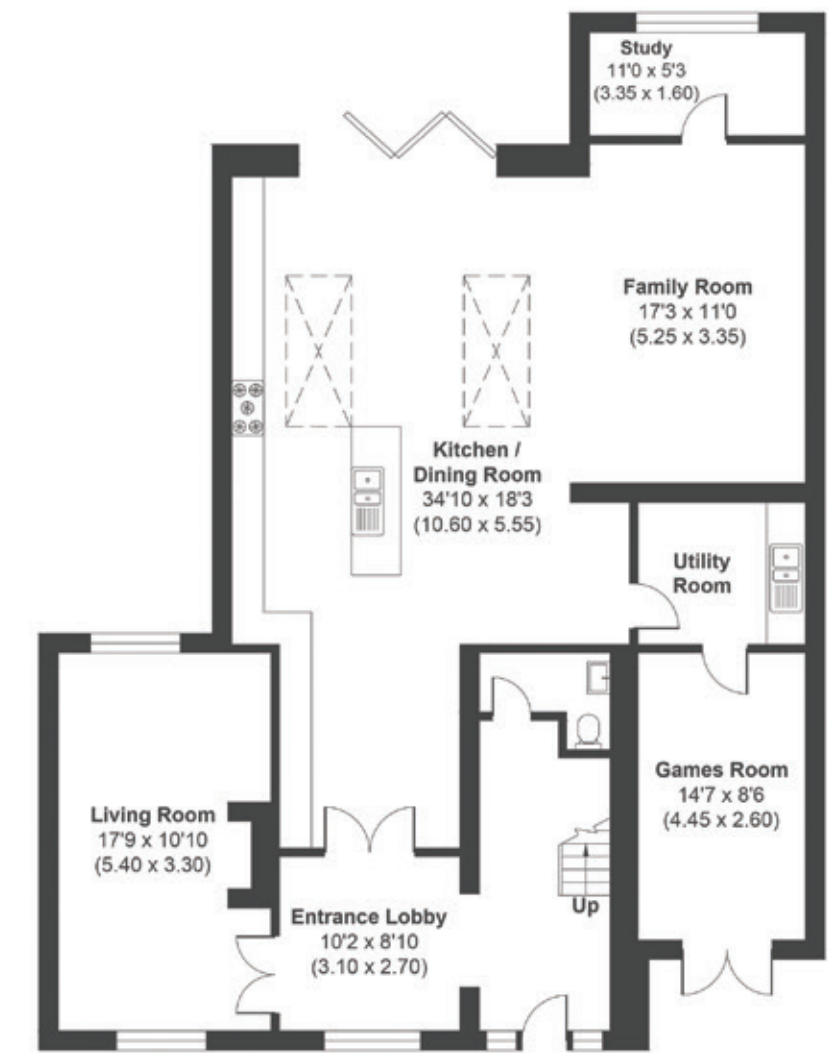 Study
11'0 x 5'3
(3.35 x 1.60)
Family Room
17'3 x 11'0
(5.25 x 3.35)
Kitchen /
Dining Room
34'10 x 18'3
(10.60 x 5.55)
Utility
Room
Games Room
14'7 x 8'6
(4.45 x 2.60)
Living Room
17'9 x 10'10
(5.40 x 3.30)
Up
Entrance Lobby
10'2 x 8'10
(3.10 x 2.70)